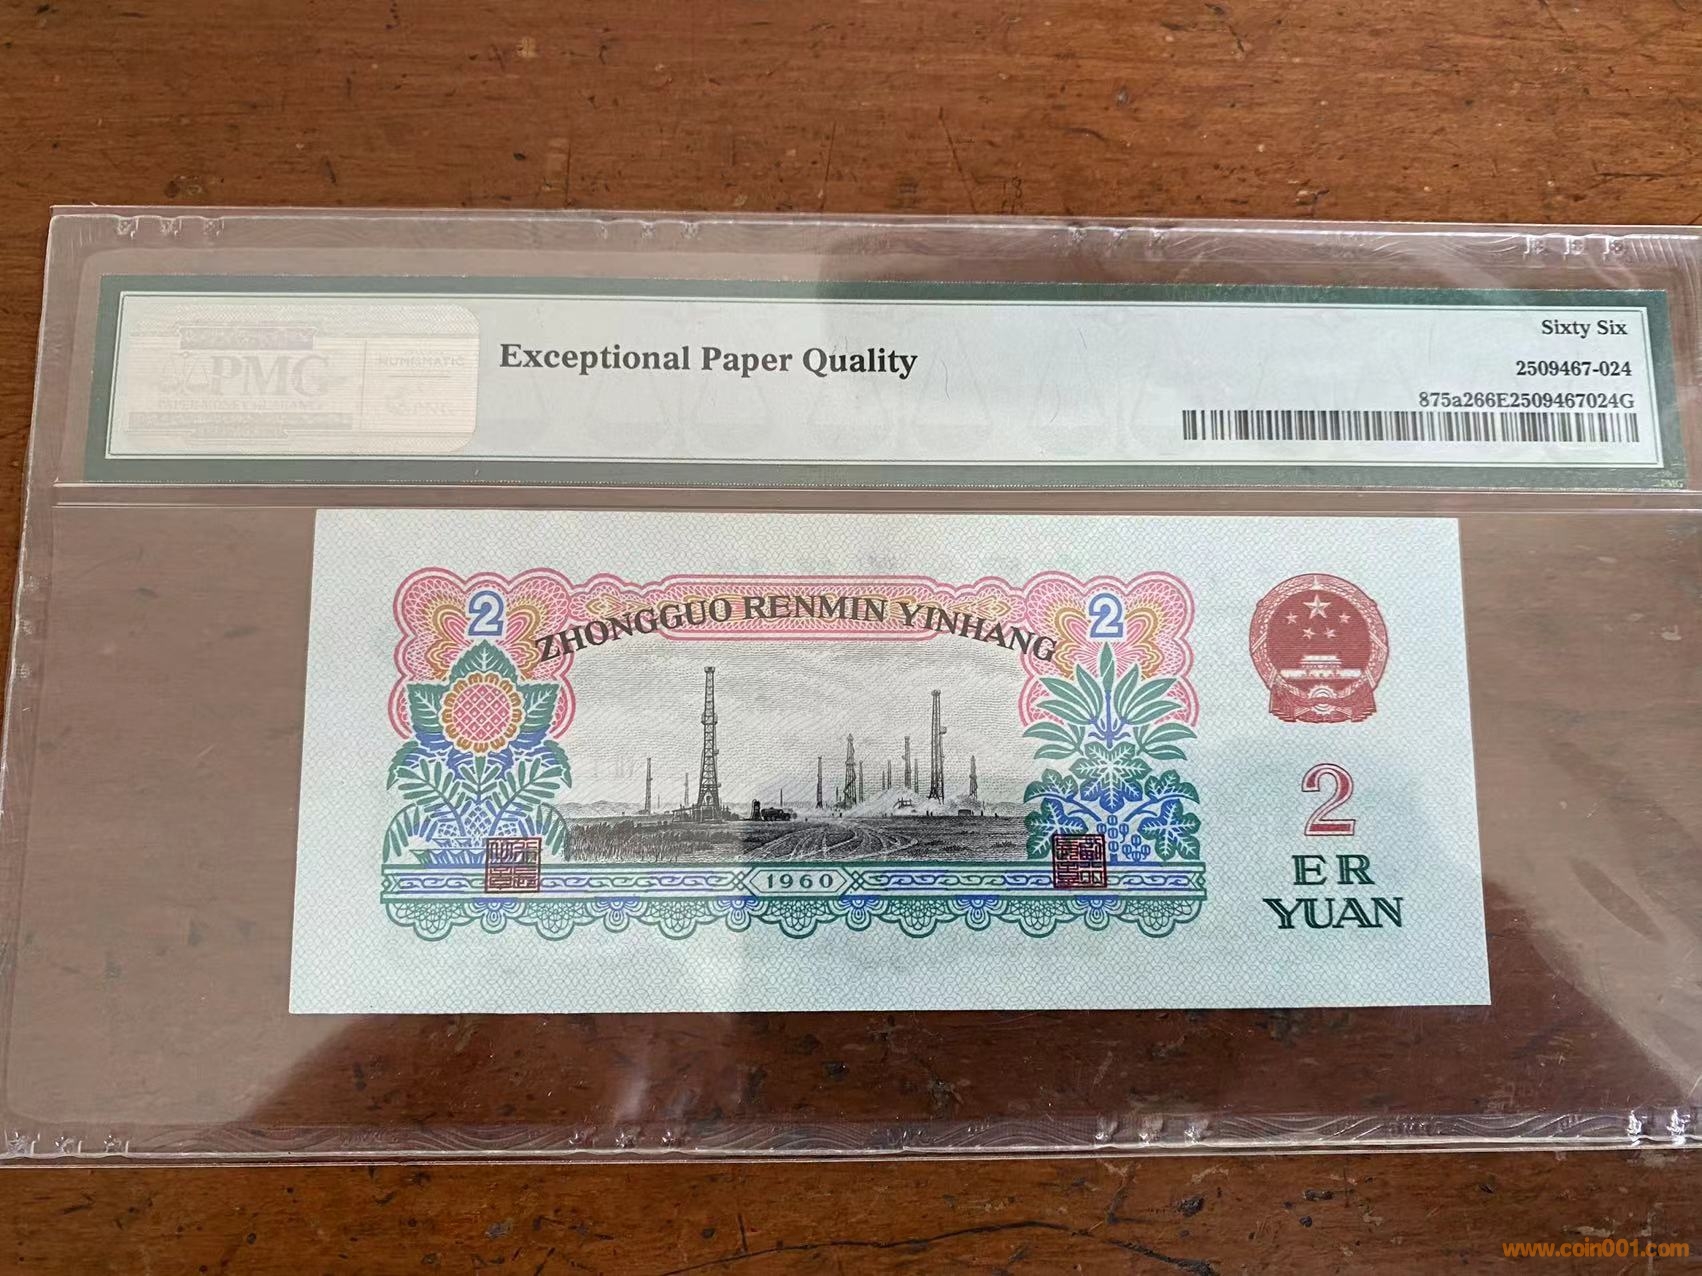 Exceptional Paper Quality
Sixty Six
2509467-024
875a266E2509467024G
PMG
PMG
2 2
ZHONGGUO RENMIN YINHANG
1960
2
ER
YUAN
www.coin001.com